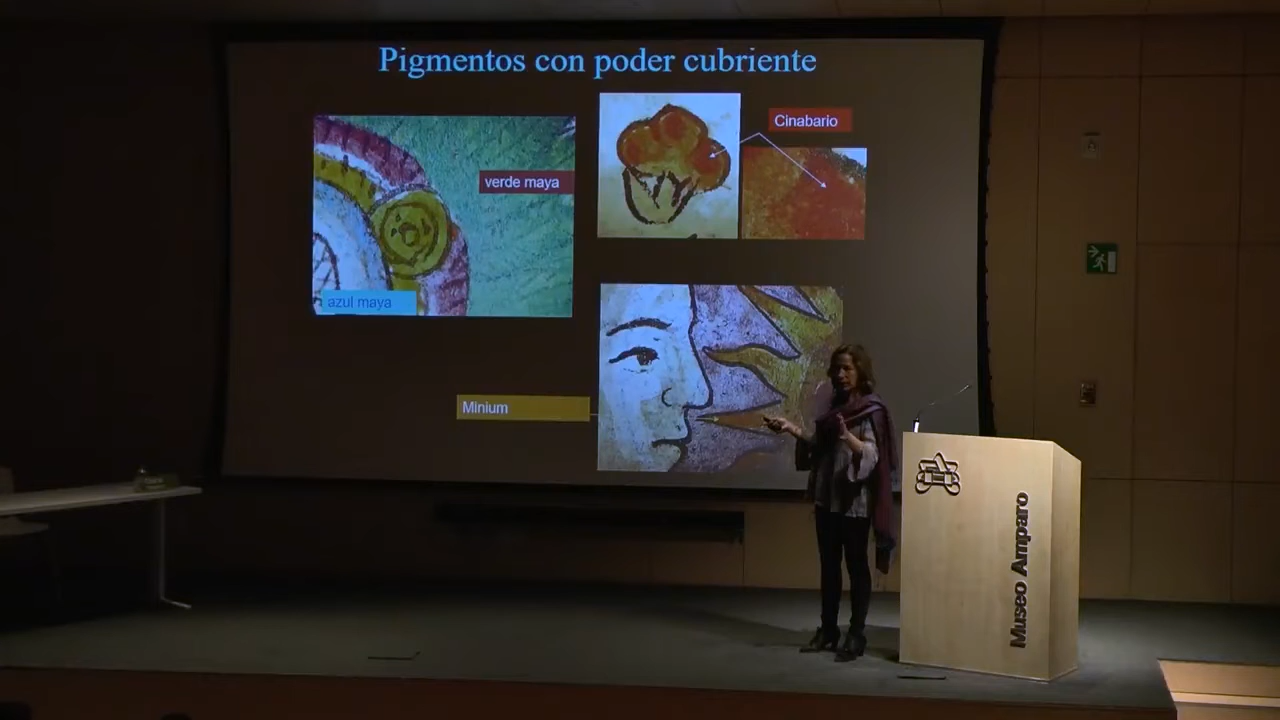 Pigmentos con poder cubriente
verde maya
azul maya
Cinabario
Minium
Museo Amparo